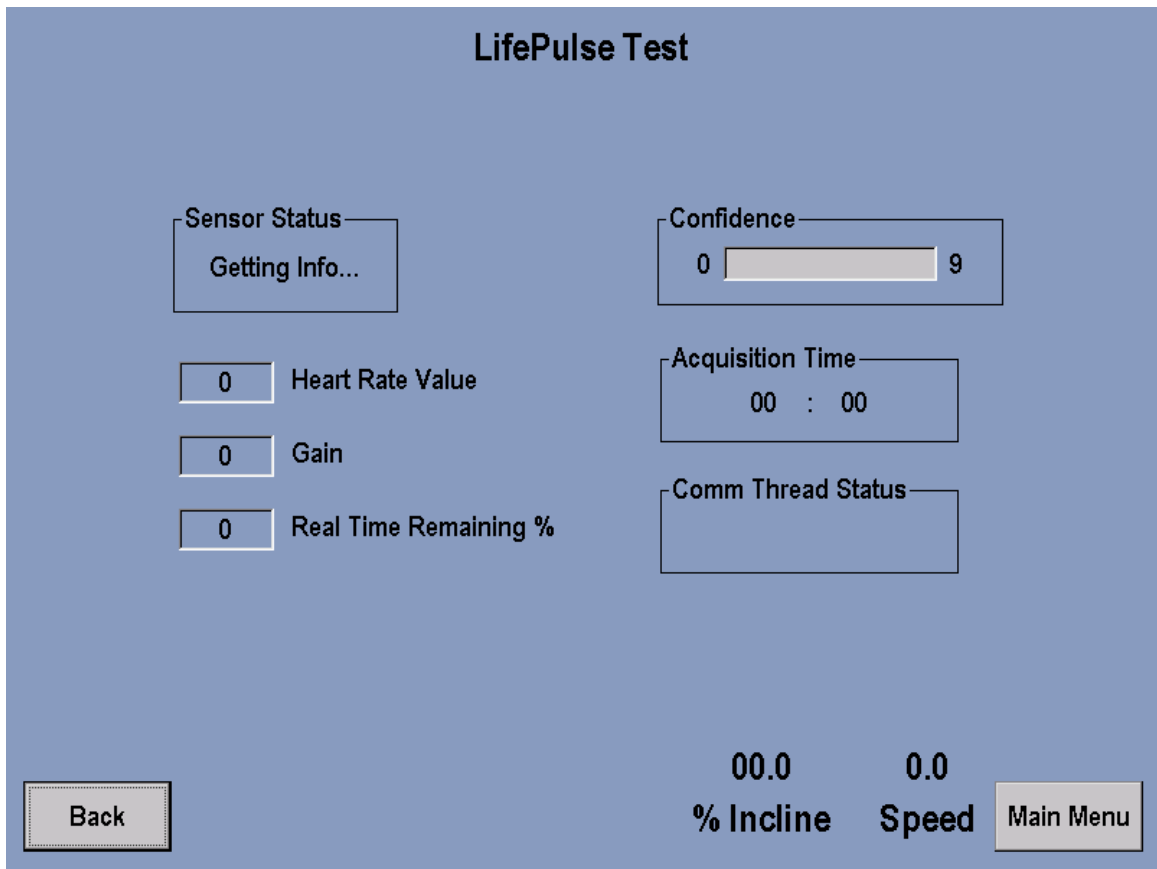 LifePulse Test
Sensor Status
Getting Info...
Confidence
0 9
0 Heart Rate Value
0 Gain
0 Real Time Remaining %
Acquisition Time
00 : 00
Comm Thread Status
00.0 0.0
% Incline Speed
Back
Main Menu